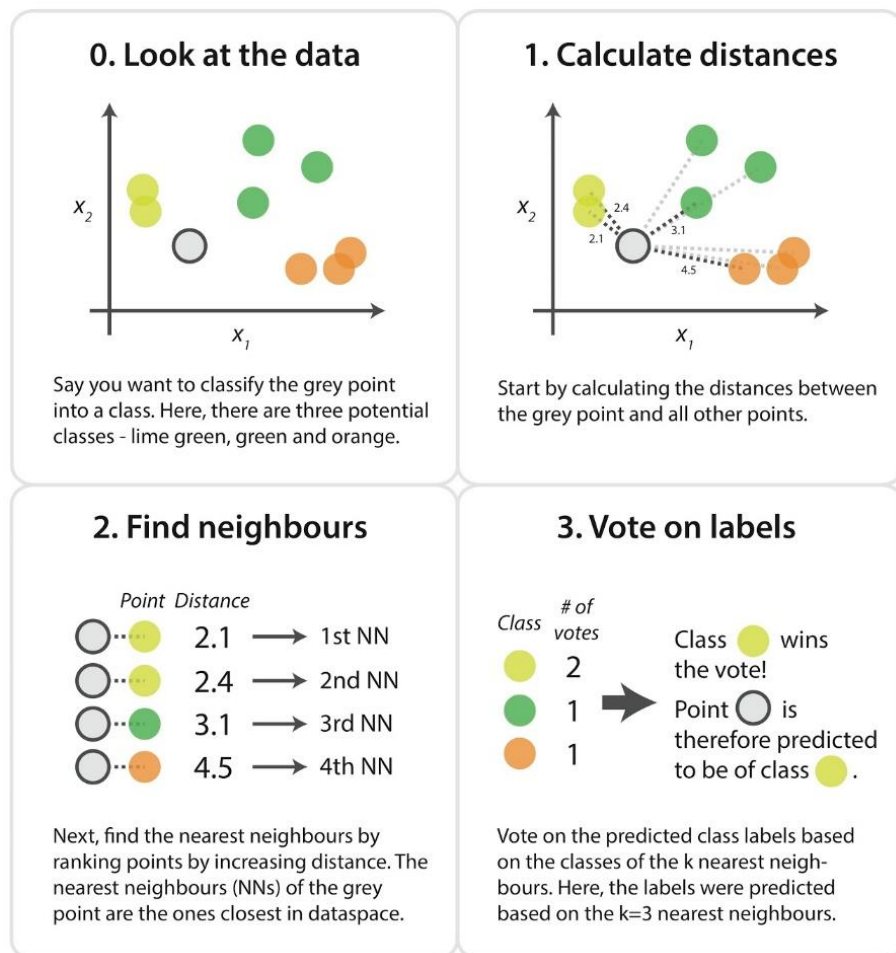 0. Look at the data
x2
x1
Say you want to classify the grey point
into a class. Here, there are three potential
classes - lime green, green and orange.
1. Calculate distances
x2
2.4
2.1
3.1
4.5
x1
Start by calculating the distances between
the grey point and all other points.
2. Find neighbours
Point Distance
2.1 1st NN
2.4 2nd NN
3.1 3rd NN
4.5 4th NN
Next, find the nearest neighbours by
ranking points by increasing distance. The
nearest neighbours (NNs) of the grey
point are the ones closest in dataspace.
3. Vote on labels
Class # of
votes
2
1
1
Class wins
the vote!
Point is
therefore predicted
to be of class .
Vote on the predicted class labels based
on the classes of the k nearest neigh-
bours. Here, the labels were predicted
based on the k=3 nearest neighbours.